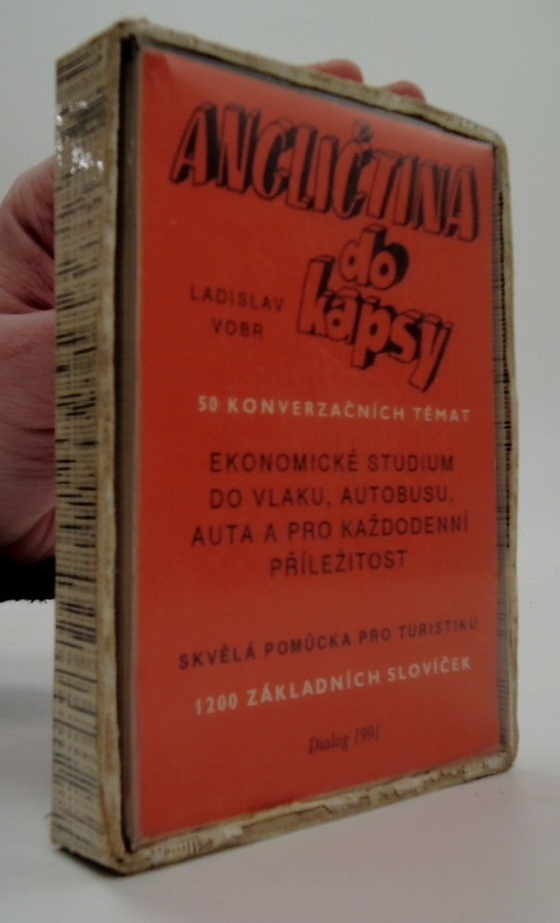 ANGLIČTINA
do
kapsy
LADISLAV
VOBR
50 KONVERZAČNÍCH TÉMAT
EKONOMICKÉ STUDIUM
DO VLAKU, AUTOBUSU,
AUTA A PRO KAŽDODENNÍ
PŘÍLEŽITOST
SKVĚLÁ POMŮCKA PRO TURISTIKU
1200 ZÁKLADNÍCH SLOVÍČEK
Dialog 1991